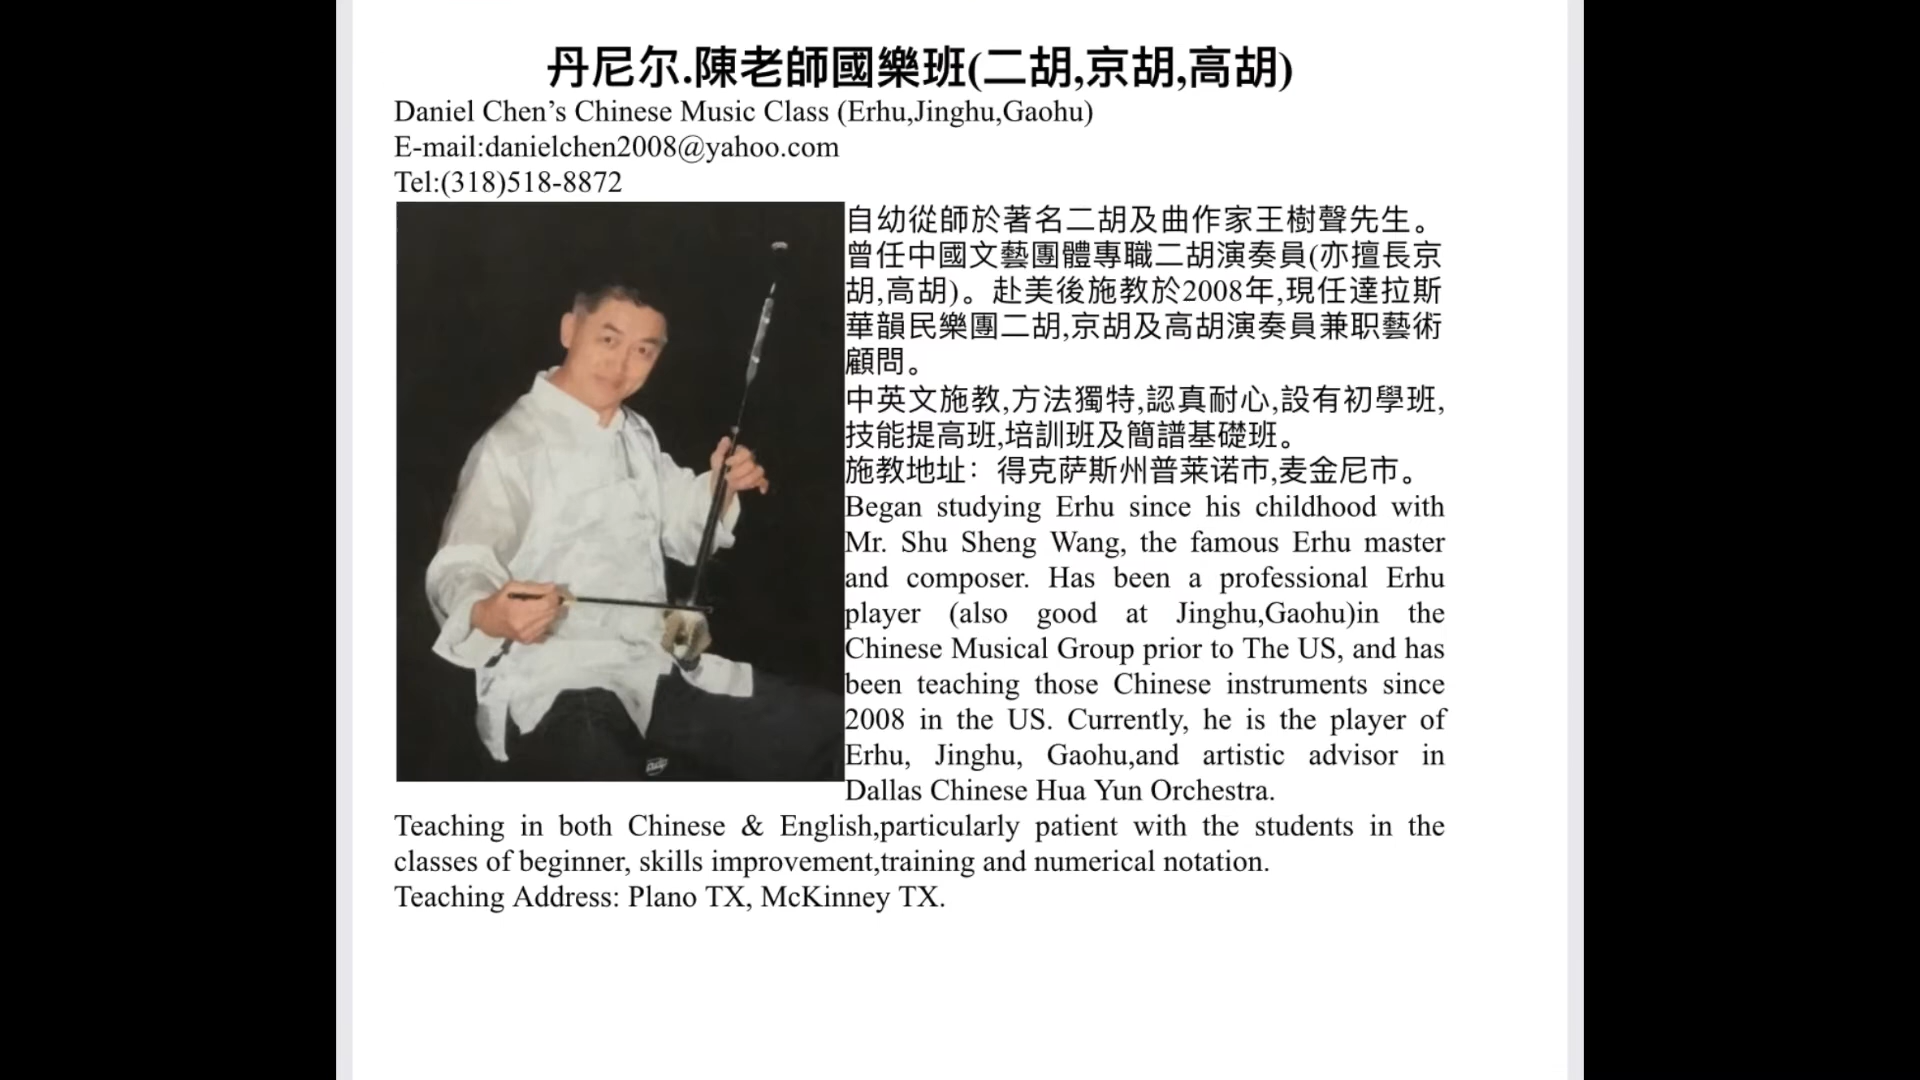 丹尼尔.陳老師國樂班(二胡,京胡,高胡)
Daniel Chen’s Chinese Music Class (Erhu,Jinghu,Gaohu)
E-mail:danielchen2008@yahoo.com
Tel:(318)518-8872
自幼從師於著名二胡及曲作家王樹聲先生。
曾任中國文藝團體專職二胡演奏員(亦擅長京
胡,高胡)。赴美後施教於2008年,現任達拉斯
華韻民樂團二胡,京胡及高胡演奏員兼职藝術
顧問。
中英文施教,方法獨特,認真耐心,設有初學班,
技能提高班,培訓班及簡譜基礎班。
施教地址：得克萨斯州普莱诺市,麦金尼市。
Began studying Erhu since his childhood with
Mr. Shu Sheng Wang, the famous Erhu master
and composer. Has been a professional Erhu
player (also good at Jinghu,Gaohu)in the
Chinese Musical Group prior to The US, and has
been teaching those Chinese instruments since
2008 in the US. Currently, he is the player of
Erhu, Jinghu, Gaohu,and artistic advisor in
Dallas Chinese Hua Yun Orchestra.
Teaching in both Chinese & English,particularly patient with the students in the
classes of beginner, skills improvement,training and numerical notation.
Teaching Address: Plano TX, McKinney TX.